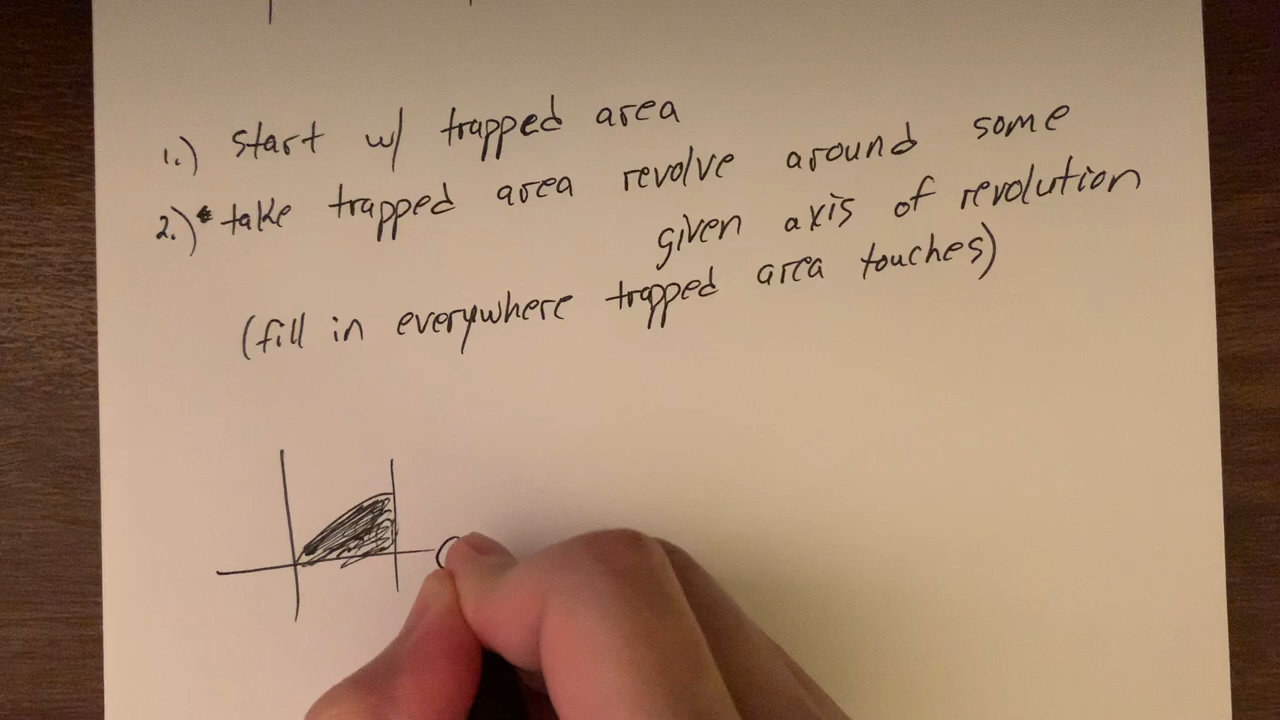 1.) start w/ trapped area
2.) * take trapped area revolve around some
given axis of revolution
(fill in everywhere trapped area touches)